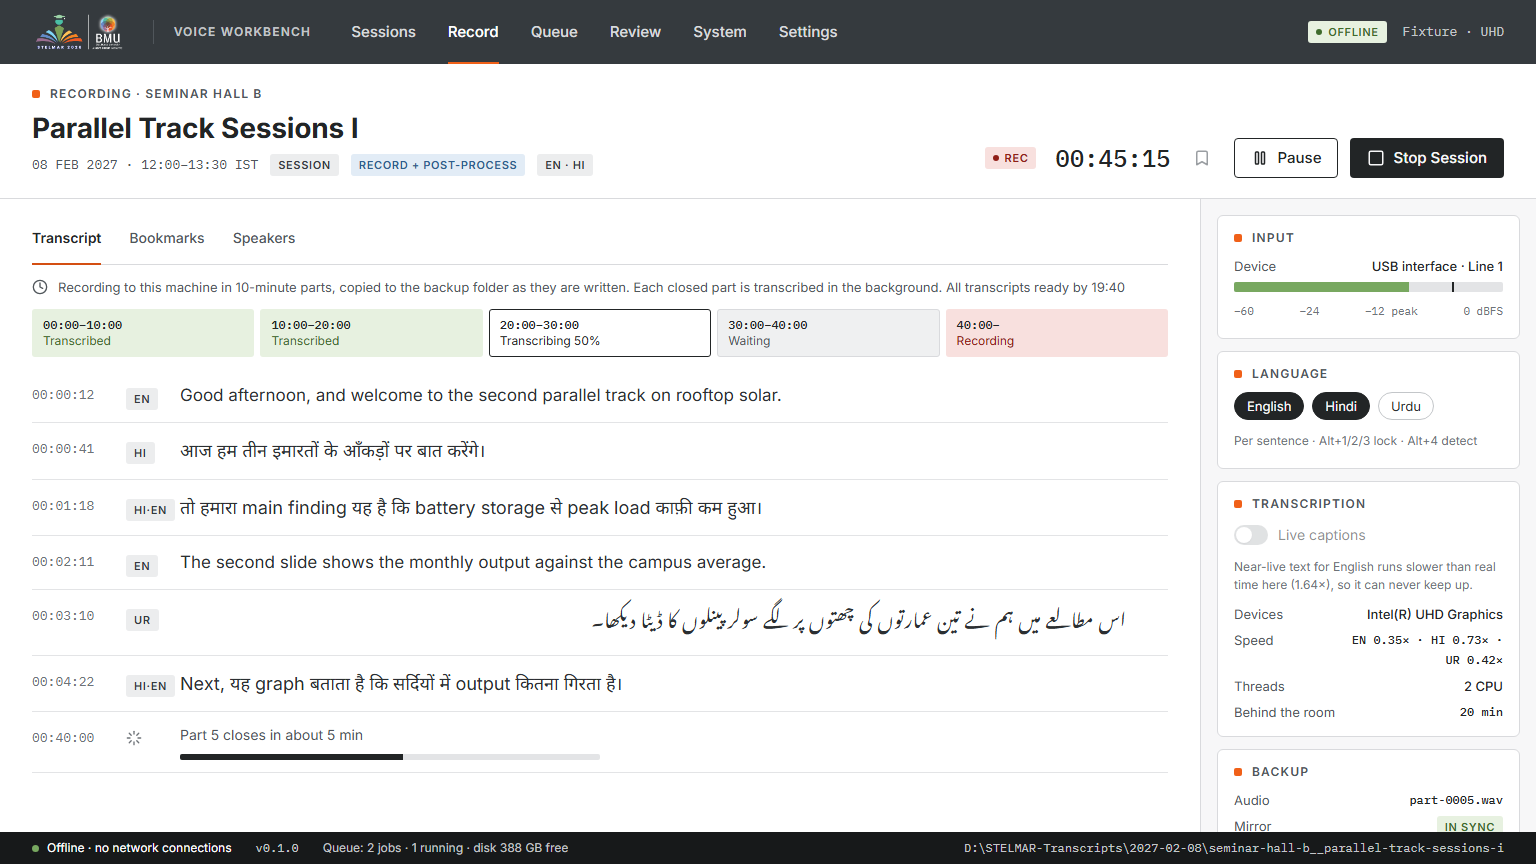 STELMAR 2026
BMU
VOICE WORKBENCH
Sessions
Record
Queue
Review
System
Settings
OFFLINE
Fixture · UHD
RECORDING · SEMINAR HALL B
Parallel Track Sessions I
08 FEB 2027 · 12:00–13:30 IST
SESSION
RECORD + POST-PROCESS
EN · HI
REC
00:45:15
Pause
Stop Session
Transcript
Bookmarks
Speakers
Recording to this machine in 10-minute parts, copied to the backup folder as they are written. Each closed part is transcribed in the background. All transcripts ready by 19:40
00:00–10:00
Transcribed
10:00–20:00
Transcribed
20:00–30:00
Transcribing 50%
30:00–40:00
Waiting
40:00–
Recording
00:00:12 EN Good afternoon, and welcome to the second parallel track on rooftop solar.
00:00:41 HI आज हम तीन इमारतों के आँकड़ों पर बात करेंगे।
00:01:18 HI·EN तो हमारा main finding यह है कि battery storage से peak load काफ़ी कम हुआ।
00:02:11 EN The second slide shows the monthly output against the campus average.
00:03:10 UR اس مطالعے میں ہم نے تین عمارتوں کی چھتوں پر لگے سولر پینلوں کا ڈیٹا دیکھا۔
00:04:22 HI·EN Next, यह graph बताता है कि सर्दियों में output कितना गिरता है।
00:40:00 Part 5 closes in about 5 min
INPUT
Device USB interface · Line 1
−60 −24 −12 peak 0 dBFS
LANGUAGE
English Hindi Urdu
Per sentence · Alt+1/2/3 lock · Alt+4 detect
TRANSCRIPTION
Live captions
Near-live text for English runs slower than real
time here (1.64×), so it can never keep up.
Devices Intel(R) UHD Graphics
Speed EN 0.35× · HI 0.73× ·
UR 0.42×
Threads 2 CPU
Behind the room 20 min
BACKUP
Audio part-0005.wav
Mirror IN SYNC
Offline · no network connections
v0.1.0
Queue: 2 jobs · 1 running · disk 388 GB free
D:\STELMAR-Transcripts\2027-02-08\seminar-hall-b__parallel-track-sessions-i